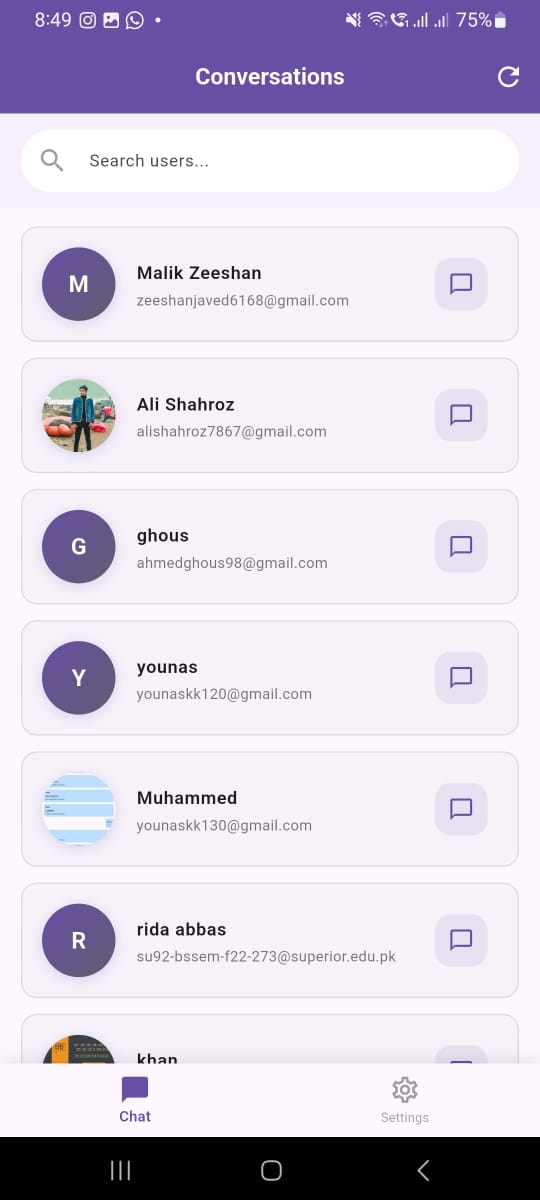 8:49
75%
Conversations
Search users...
M
Malik Zeeshan
zeeshanjaved6168@gmail.com
Ali Shahroz
alishahroz7867@gmail.com
G
ghous
ahmedghous98@gmail.com
Y
younas
younaskk120@gmail.com
Muhammed
younaskk130@gmail.com
R
rida abbas
su92-bssem-f22-273@superior.edu.pk
khan
Chat
Settings